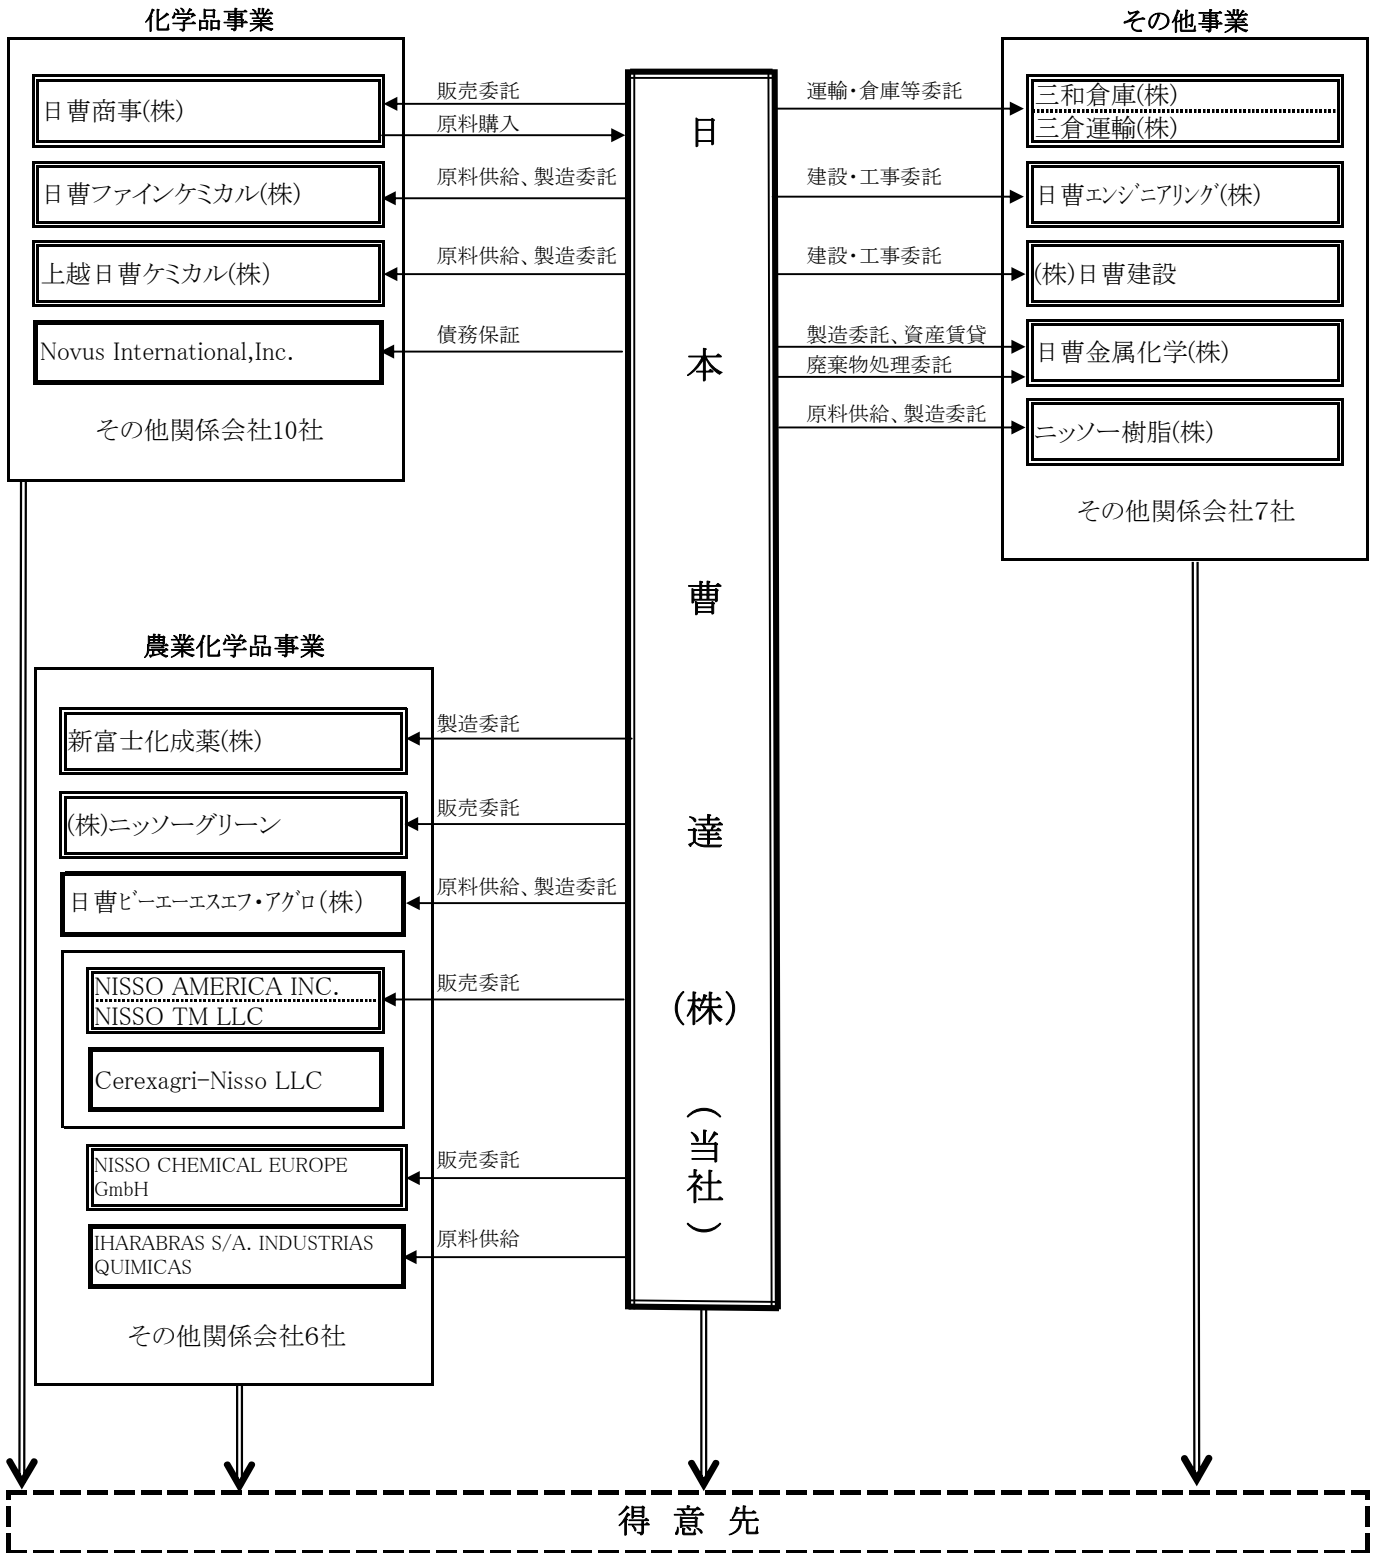 化学品事業
日曹商事(株)
日曹ファインケミカル(株)
上越日曹ケミカル(株)
Novus International,Inc.
その他関係会社10社
販売委託
原料購入
原料供給、製造委託
原料供給、製造委託
債務保証
農業化学品事業
新富士化成薬(株)
(株)ニッソーグリーン
日曹ﾋﾞｰｴｰｴｽｴﾌ・ｱｸﾞﾛ(株)
NISSO AMERICA INC.
NISSO TM LLC
Cerexagri-Nisso LLC
NISSO CHEMICAL EUROPE
GmbH
IHARABRAS S/A. INDUSTRIAS
QUIMICAS
その他関係会社6社
製造委託
販売委託
原料供給、製造委託
販売委託
販売委託
原料供給
日本曹達(株)(当社)
その他事業
運輸・倉庫等委託
建設・工事委託
建設・工事委託
製造委託、資産賃貸
廃棄物処理委託
原料供給、製造委託
三和倉庫(株)
三倉運輸(株)
日曹ｴﾝｼﾞﾆｱﾘﾝｸﾞ(株)
(株)日曹建設
日曹金属化学(株)
ニッソー樹脂(株)
その他関係会社7社
得意先